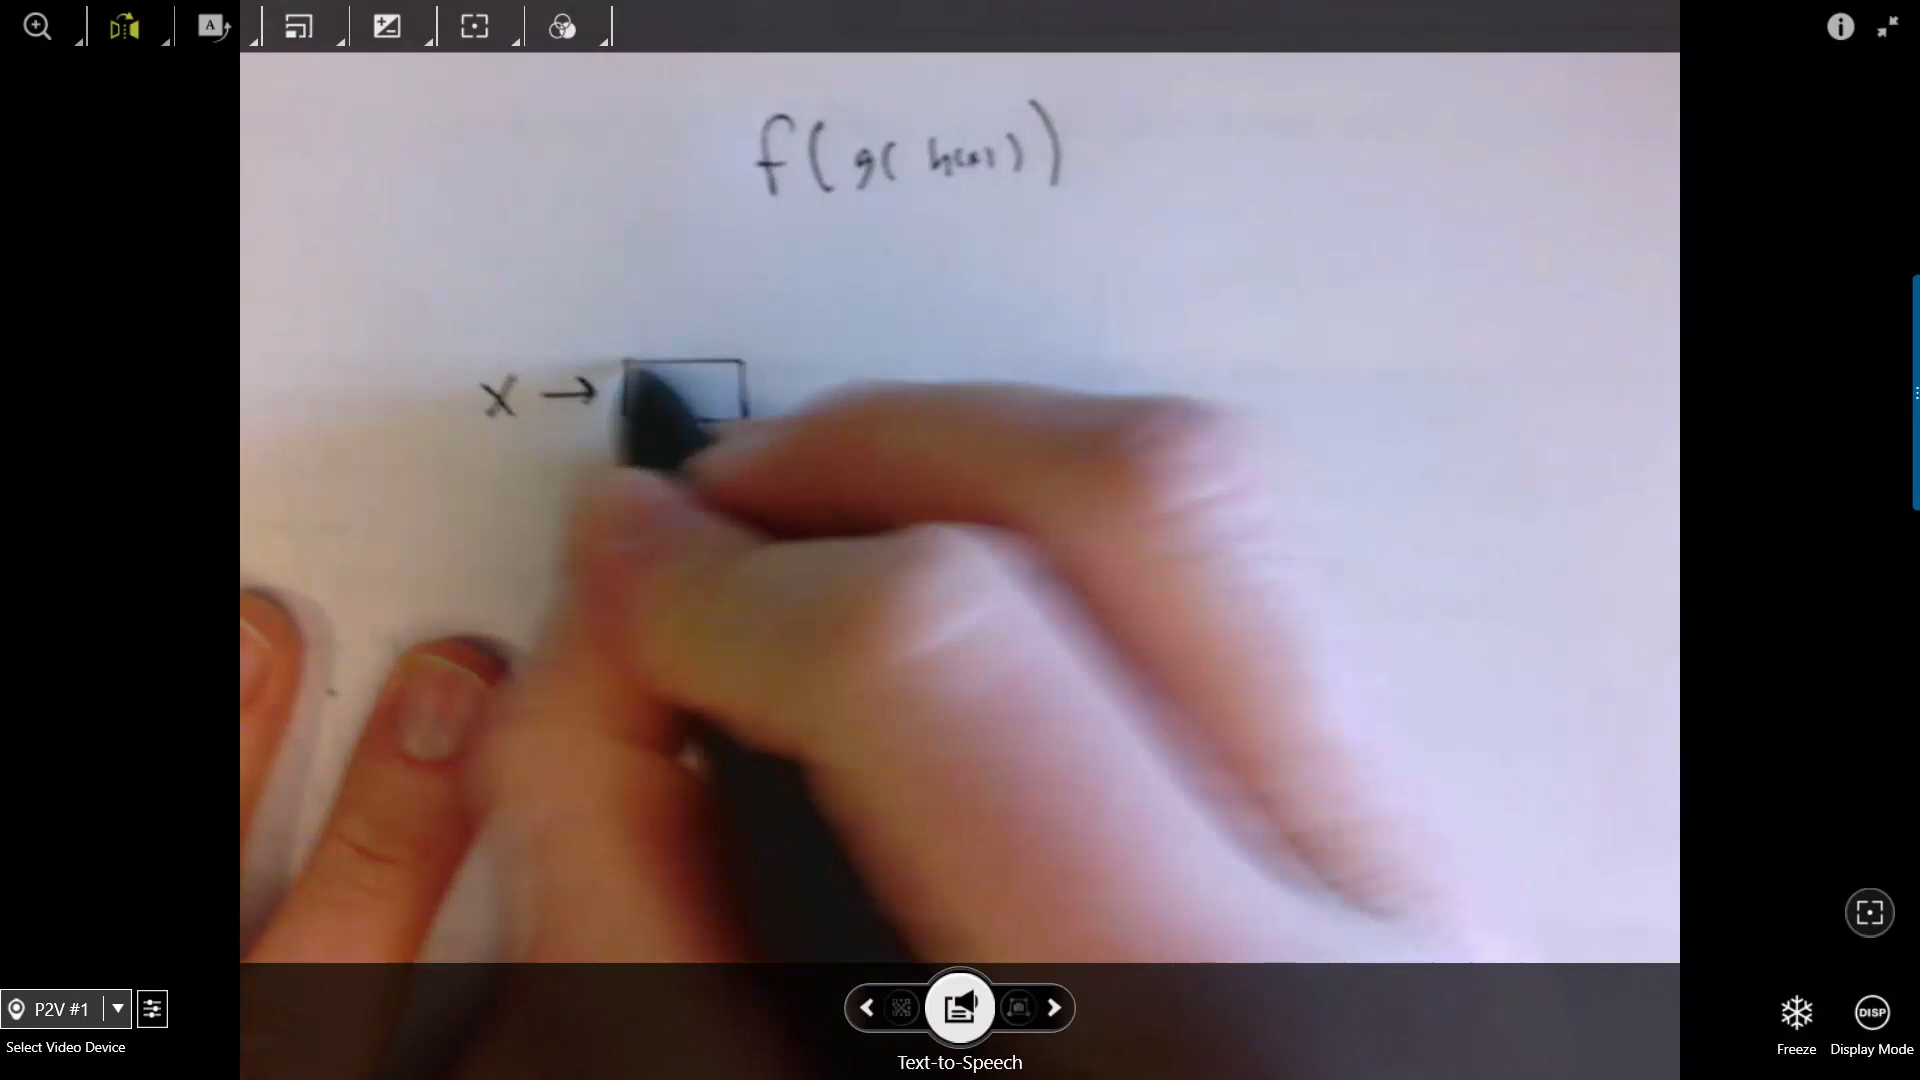 A
f(g(h(x)))
X →
P2V #1
Select Video Device
Text-to-Speech
Freeze
DISP
Display Mode